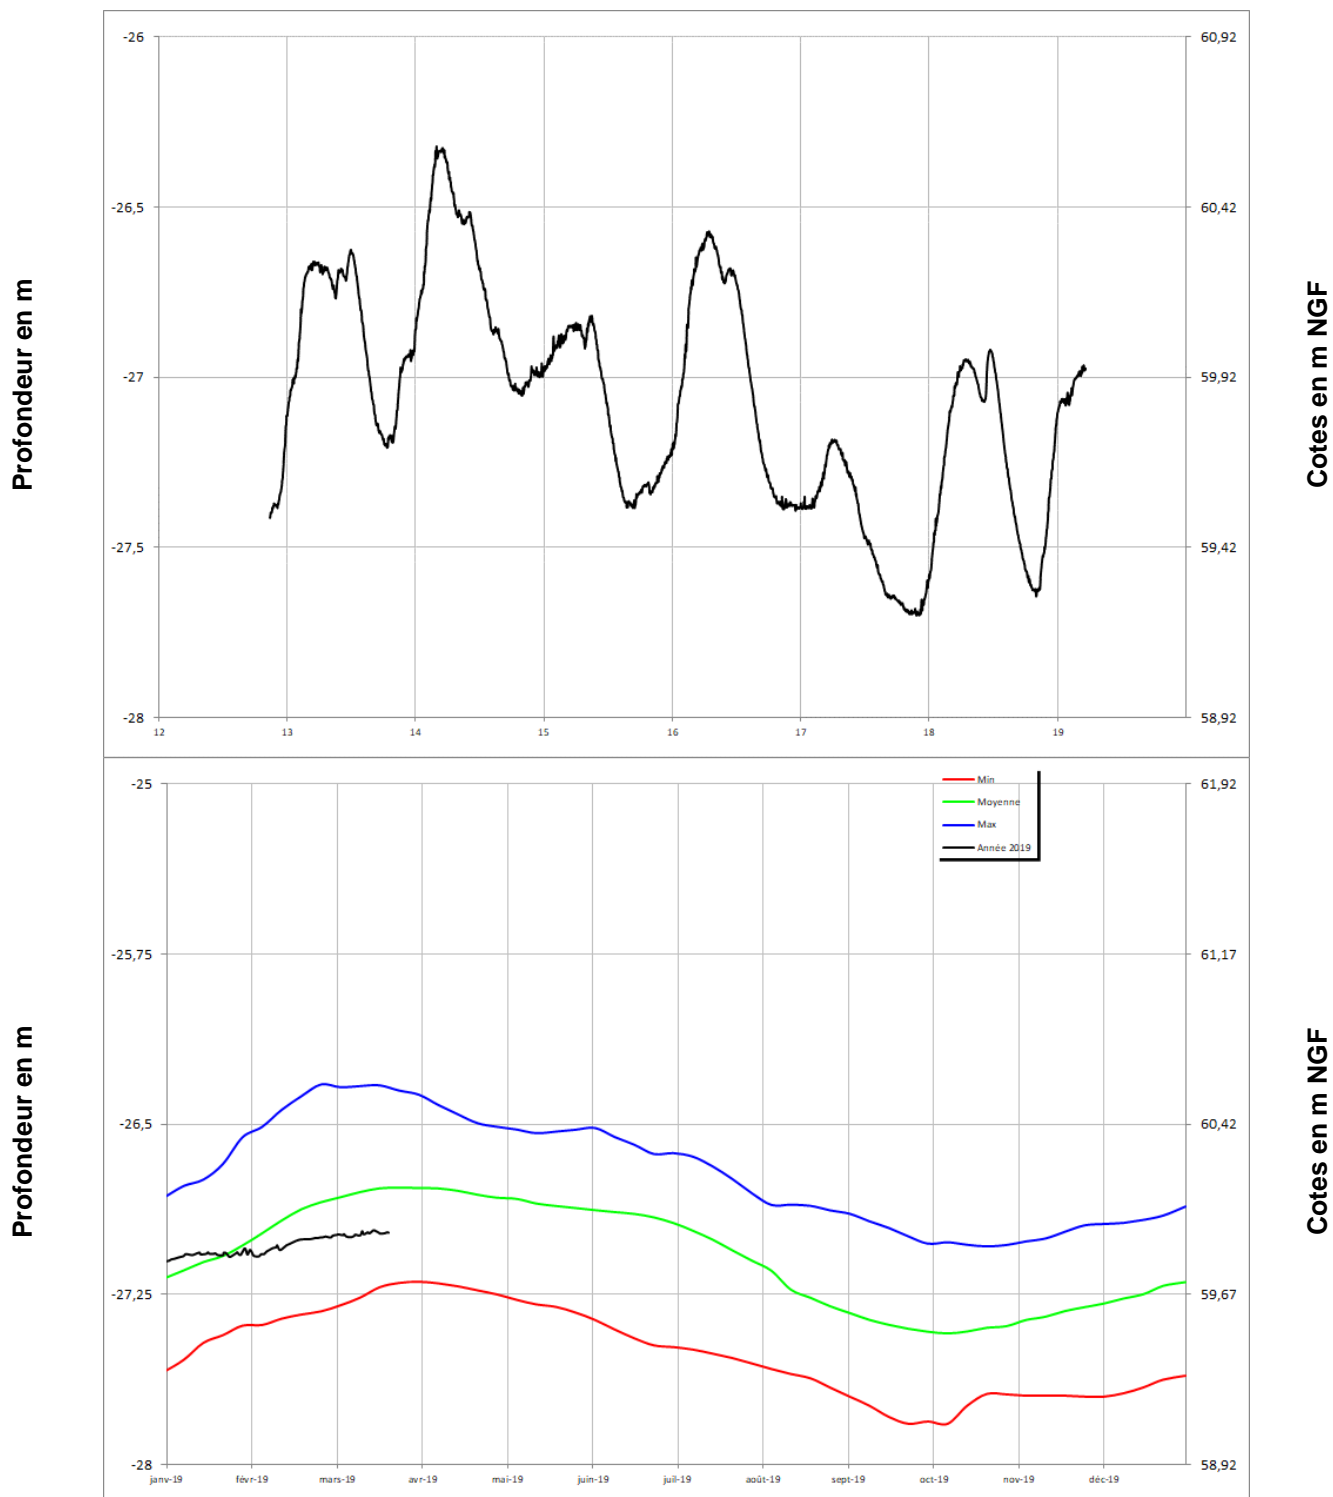 Profondeur en m
-26
-26,5
-27
-27,5
-28
60,92
60,42
59,92
59,42
58,92
12 13 14 15 16 17 18 19
Cotes en m NGF
Profondeur en m
-25
-25,75
-26,5
-27,25
-28
Min
Moyenne
Max
Année 2019
61,92
61,17
60,42
59,67
58,92
janv-19 févr-19 mars-19 avr-19 mai-19 juin-19 juil-19 août-19 sept-19 oct-19 nov-19 déc-19
Cotes en m NGF